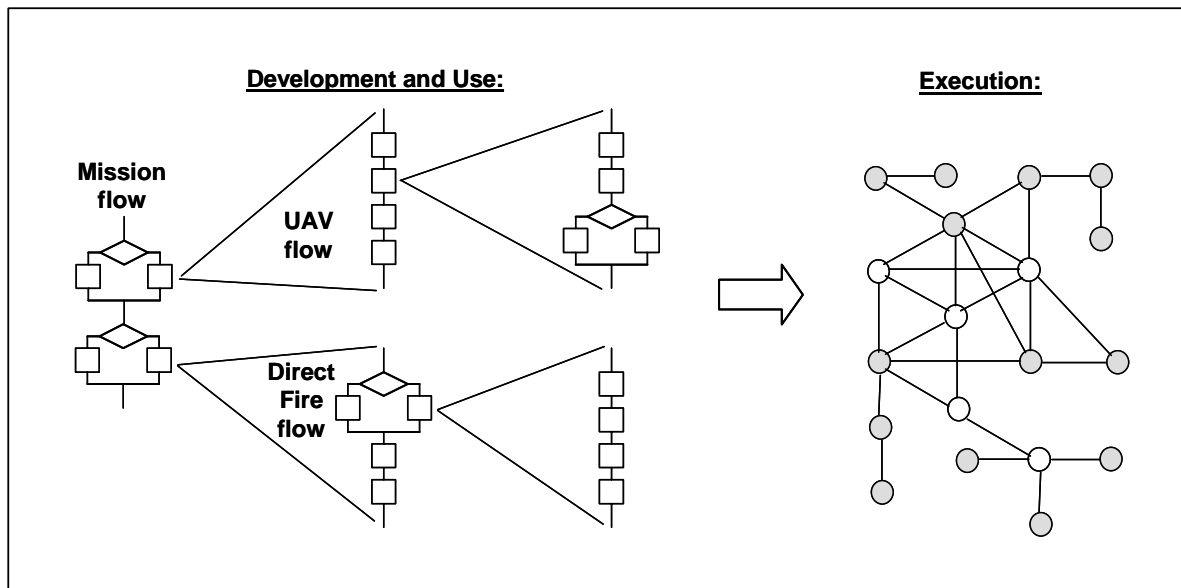 Development and Use:
Execution:
Mission
flow
UAV
flow
Direct
Fire
flow